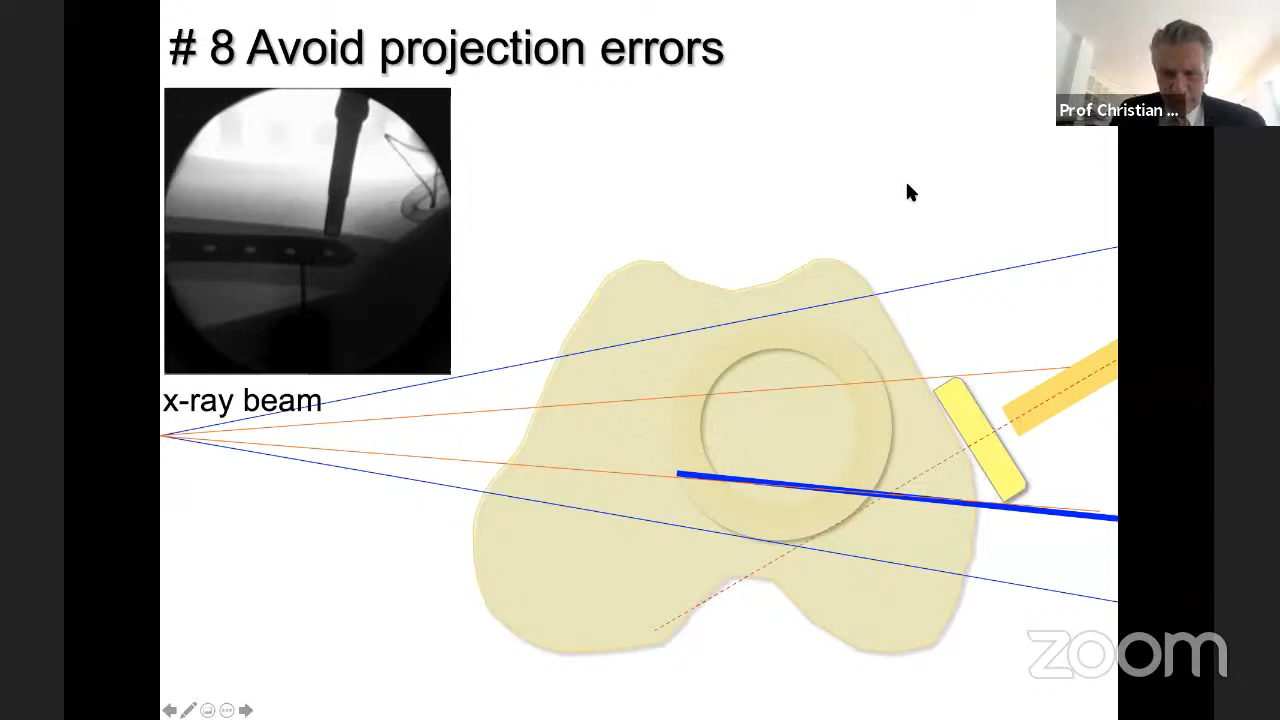 # 8 Avoid projection errors
Prof Christian ...
x-ray beam
zoom